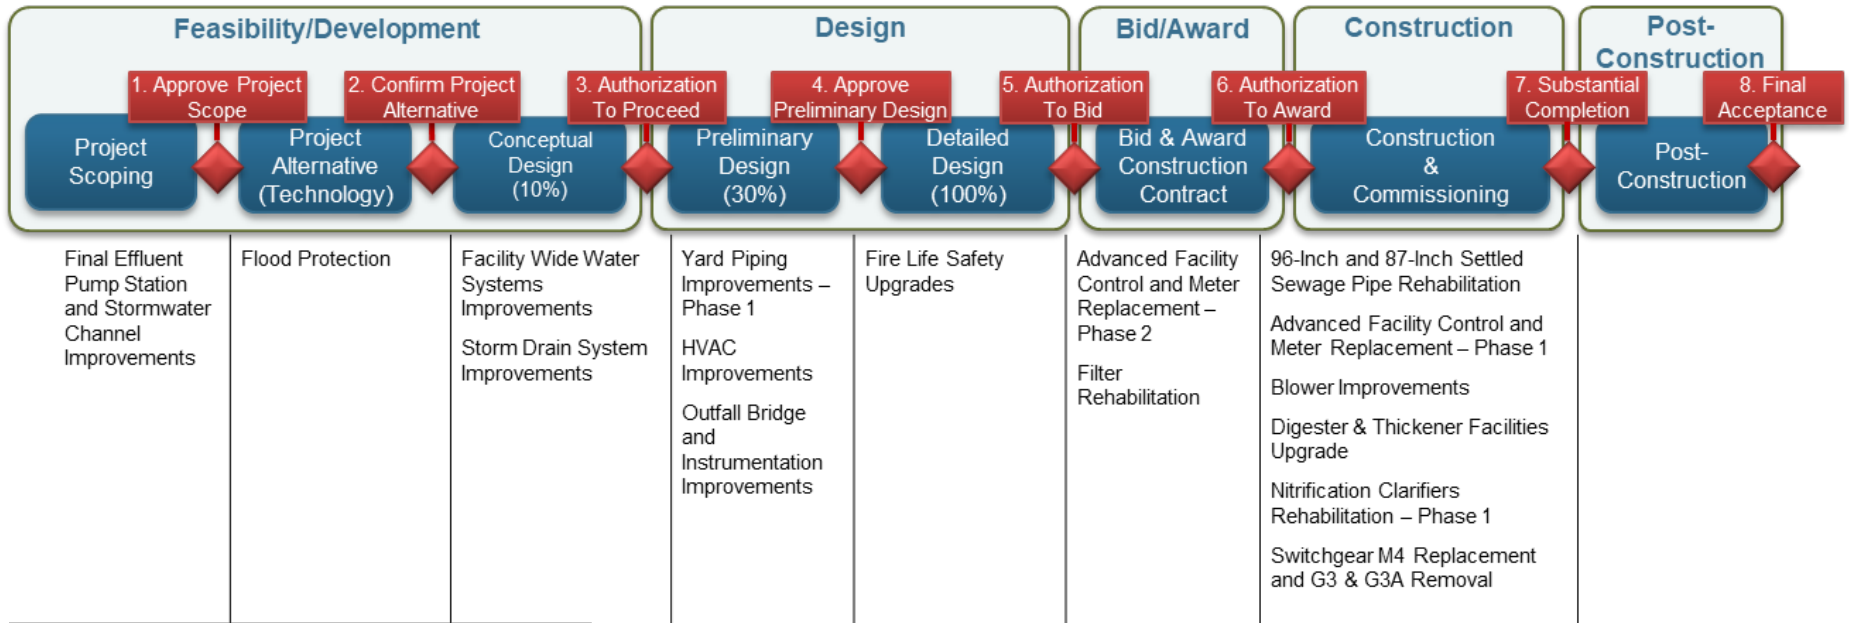 Feasibility/Development
Design
Bid/Award
Construction
Post-
Construction
1. Approve Project
Scope
2. Confirm Project
Alternative
3. Authorization
To Proceed
4. Approve
Preliminary Design
5. Authorization
To Bid
6. Authorization
To Award
7. Substantial
Completion
8. Final
Acceptance
Project
Scoping
Project
Alternative
(Technology)
Conceptual
Design
(10%)
Preliminary
Design
(30%)
Detailed
Design
(100%)
Bid & Award
Construction
Contract
Construction
&
Commissioning
Post-
Construction
Final Effluent
Pump Station
and Stormwater
Channel
Improvements
Flood Protection
Facility Wide Water
Systems
Improvements
Storm Drain System
Improvements
Yard Piping
Improvements –
Phase 1
HVAC
Improvements
Outfall Bridge
and
Instrumentation
Improvements
Fire Life Safety
Upgrades
Advanced Facility
Control and Meter
Replacement –
Phase 2
Filter
Rehabilitation
96-Inch and 87-Inch Settled
Sewage Pipe Rehabilitation
Advanced Facility Control and
Meter Replacement – Phase 1
Blower Improvements
Digester & Thickener Facilities
Upgrade
Nitrification Clarifiers
Rehabilitation – Phase 1
Switchgear M4 Replacement
and G3 & G3A Removal